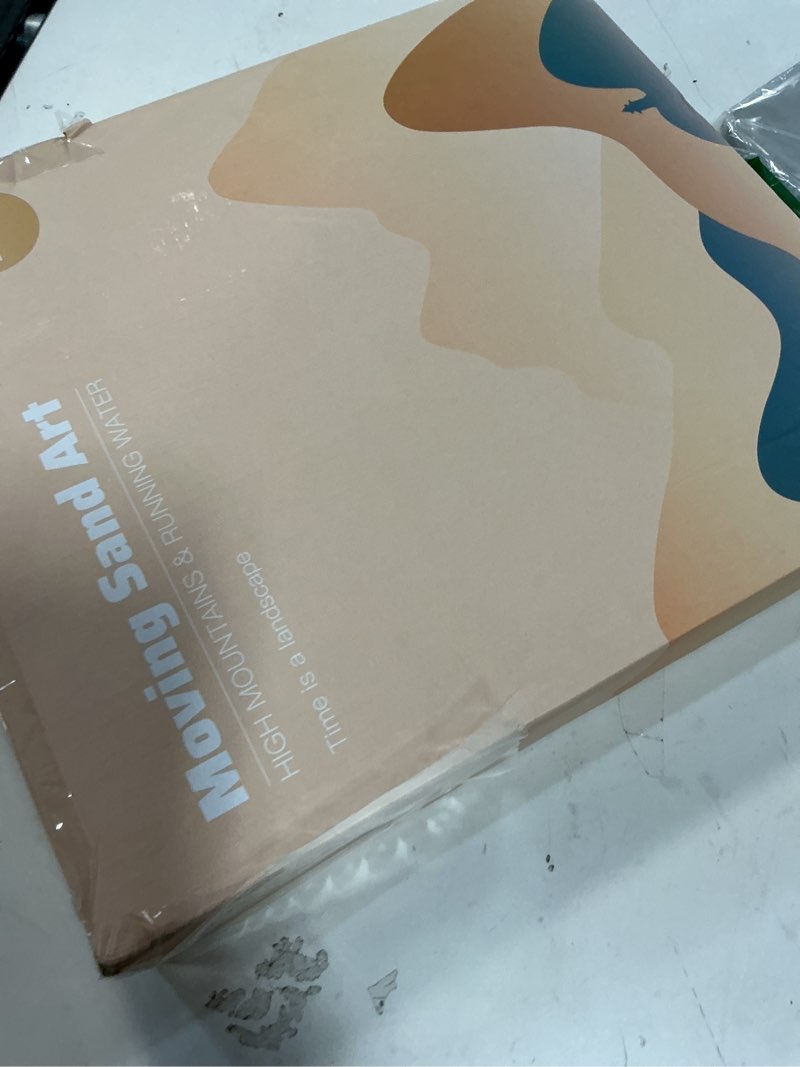 Moving Sand Art
HIGH MOUNTAINS & RUNNING WATER
Time is a landscape